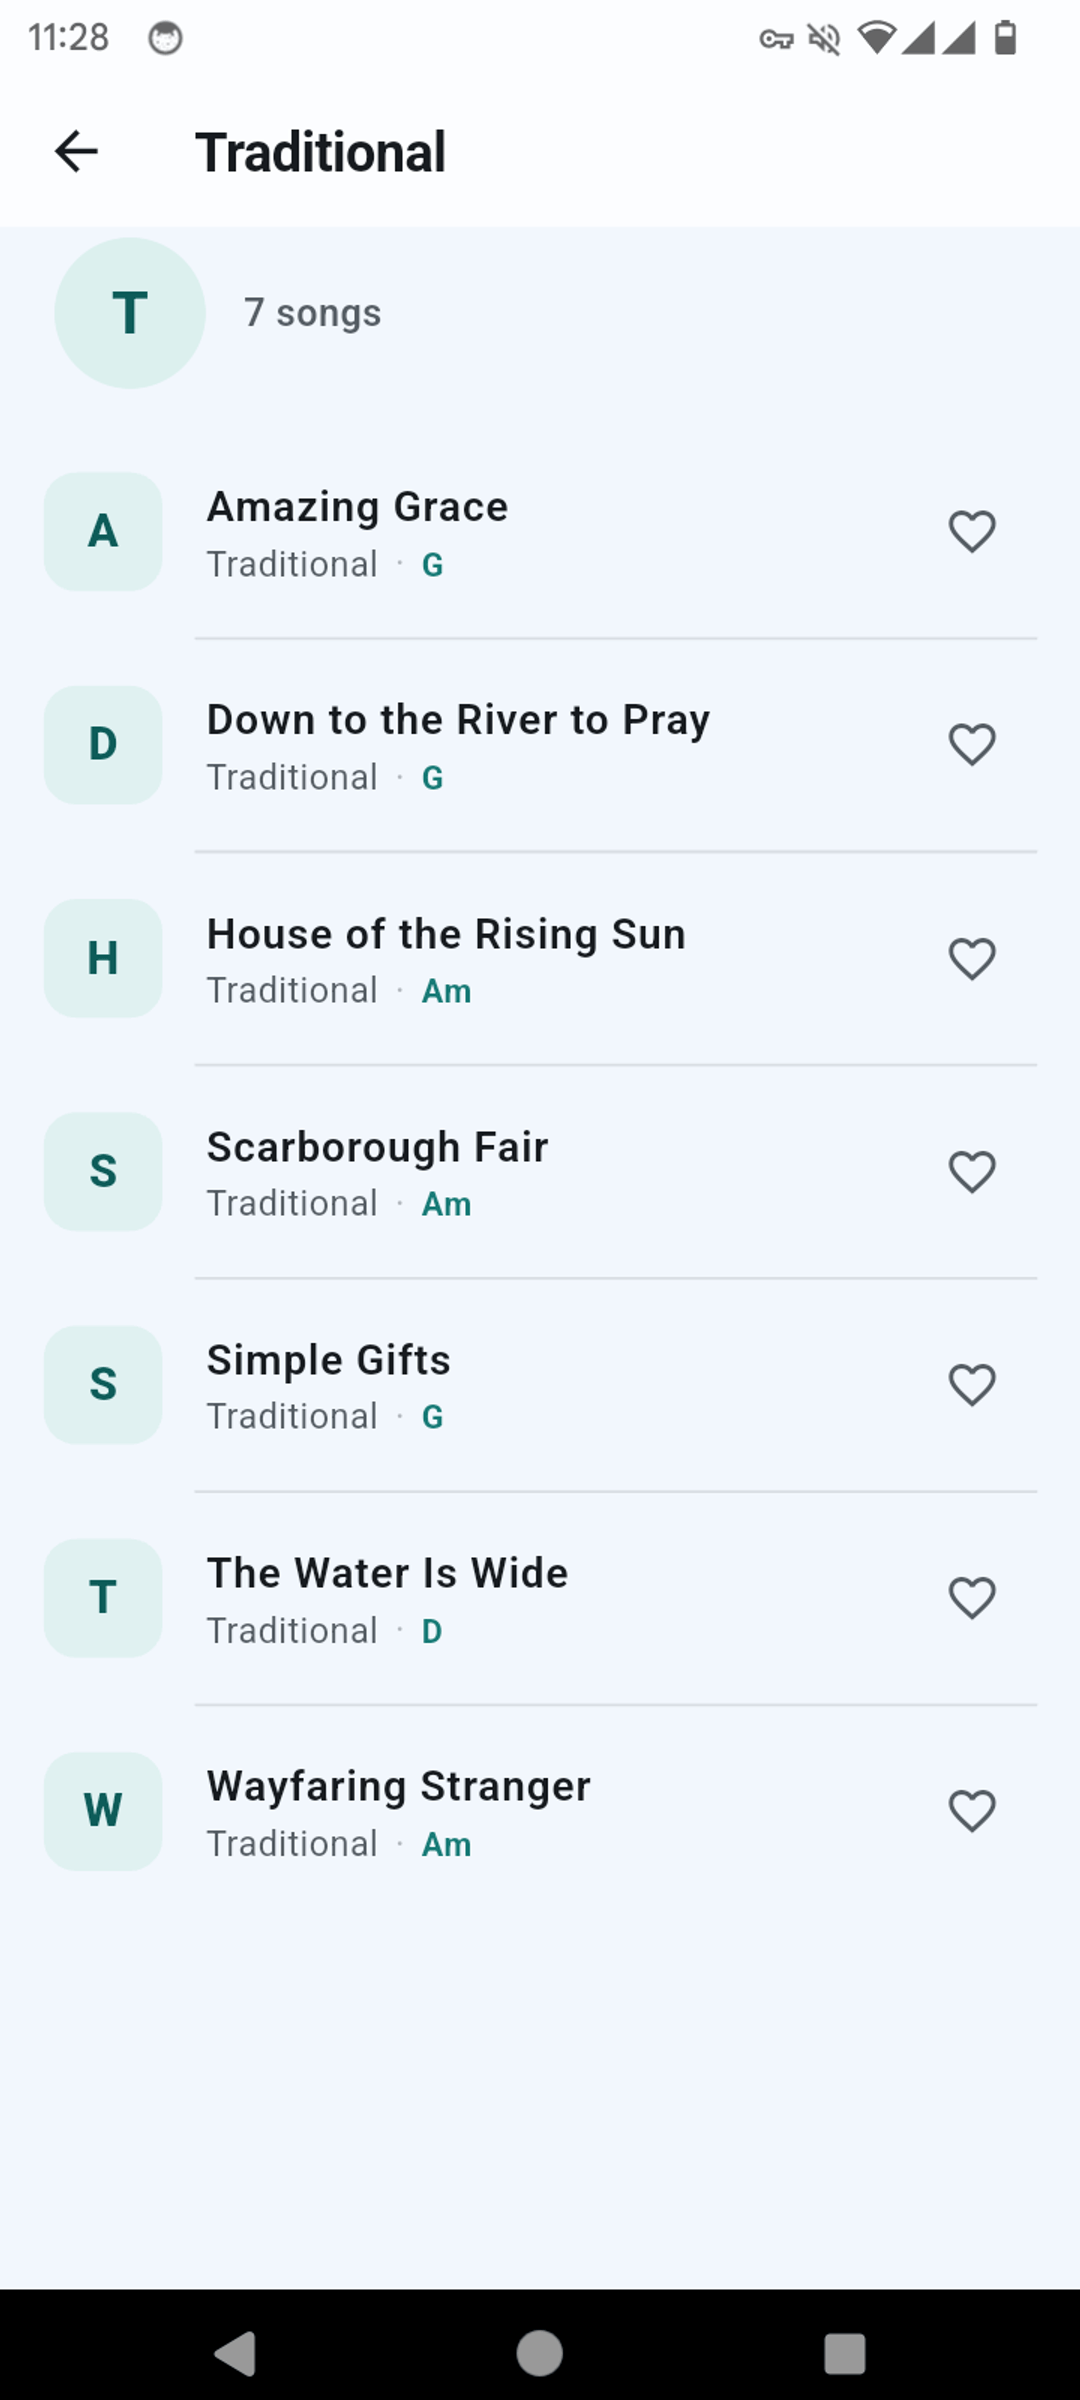 11:28
Traditional
T
7 songs
A
Amazing Grace
Traditional · G
D
Down to the River to Pray
Traditional · G
H
House of the Rising Sun
Traditional · Am
S
Scarborough Fair
Traditional · Am
S
Simple Gifts
Traditional · G
T
The Water Is Wide
Traditional · D
W
Wayfaring Stranger
Traditional · Am